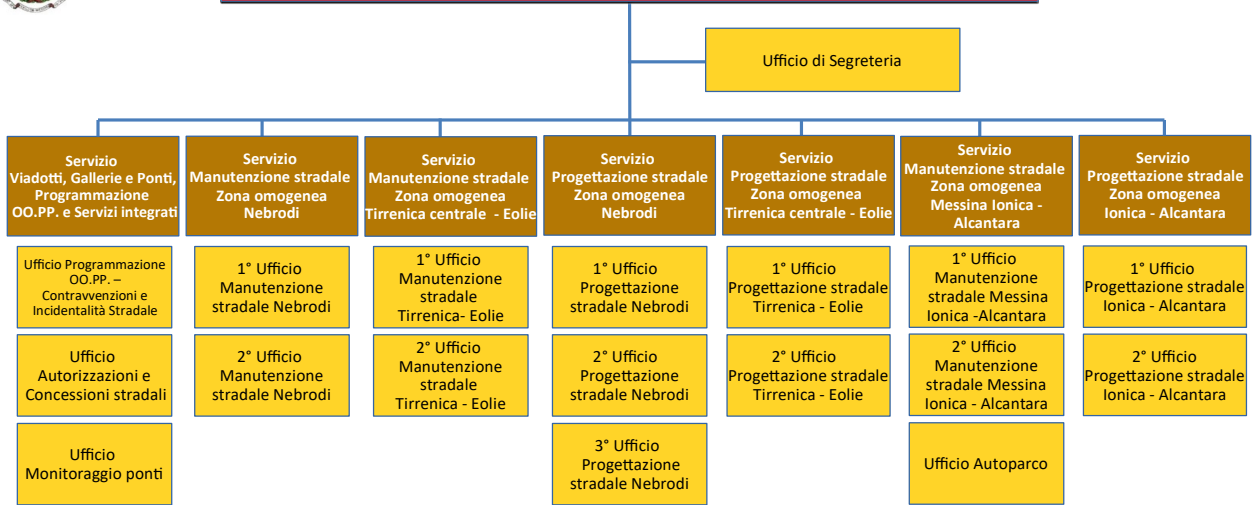 Ufficio di Segreteria
Servizio
Viadotti, Gallerie e Ponti,
Programmazione
OO.PP. e Servizi integrati
Servizio
Manutenzione stradale
Zona omogenea
Nebrodi
Servizio
Manutenzione stradale
Zona omogenea
Tirrenica centrale - Eolie
Servizio
Progettazione stradale
Zona omogenea
Nebrodi
Servizio
Progettazione stradale
Zona omogenea
Tirrenica centrale - Eolie
Servizio
Manutenzione stradale
Zona omogenea
Messina Ionica -
Alcantara
Servizio
Progettazione stradale
Zona omogenea
Ionica - Alcantara
Ufficio Programmazione
OO.PP. –
Contravvenzioni e
Incidentalità Stradale
1° Ufficio
Manutenzione
stradale Nebrodi
1° Ufficio
Manutenzione
stradale
Tirrenica- Eolie
1° Ufficio
Progettazione
stradale Nebrodi
1° Ufficio
Progettazione stradale
Tirrenica - Eolie
1° Ufficio
Manutenzione
stradale Messina
Ionica -Alcantara
1° Ufficio
Progettazione stradale
Ionica - Alcantara
Ufficio
Autorizzazioni e
Concessioni stradali
2° Ufficio
Manutenzione
stradale Nebrodi
2° Ufficio
Manutenzione
stradale
Tirrenica - Eolie
2° Ufficio
Progettazione
stradale Nebrodi
2° Ufficio
Progettazione stradale
Tirrenica - Eolie
2° Ufficio
Manutenzione
stradale Messina
Ionica - Alcantara
2° Ufficio
Progettazione stradale
Ionica - Alcantara
Ufficio
Monitoraggio ponti
3° Ufficio
Progettazione
stradale Nebrodi
Ufficio Autoparco